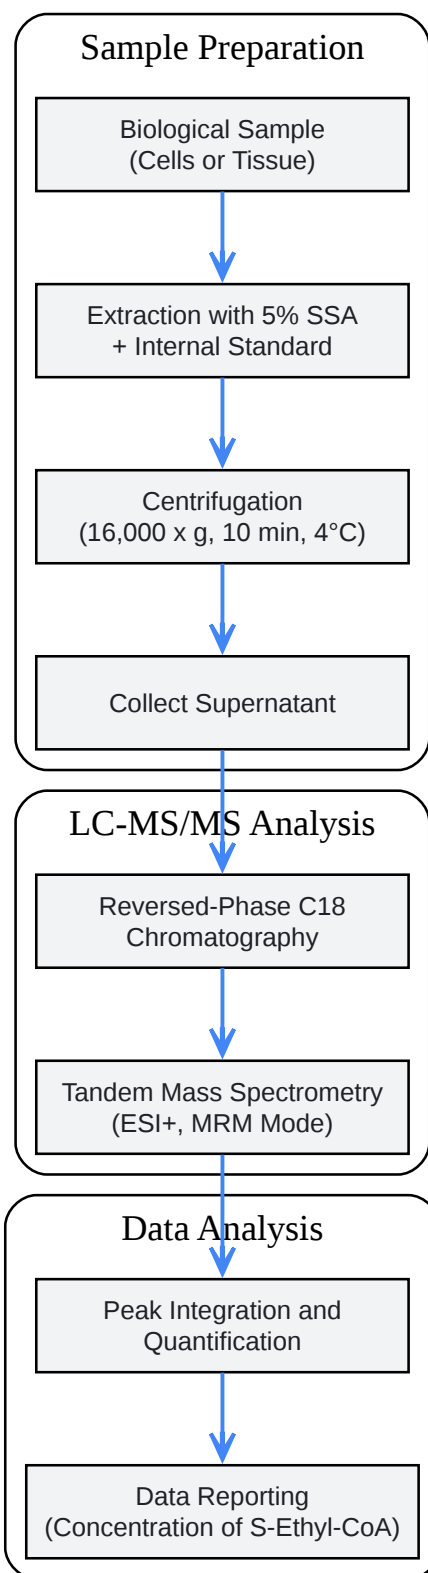 Sample Preparation
Biological Sample
(Cells or Tissue)
Extraction with 5% SSA
+ Internal Standard
Centrifugation
(16,000 x g, 10 min, 4°C)
Collect Supernatant
LC-MS/MS Analysis
Reversed-Phase C18
Chromatography
Tandem Mass Spectrometry
(ESI+, MRM Mode)
Data Analysis
Peak Integration and
Quantification
Data Reporting
(Concentration of S-Ethyl-CoA)